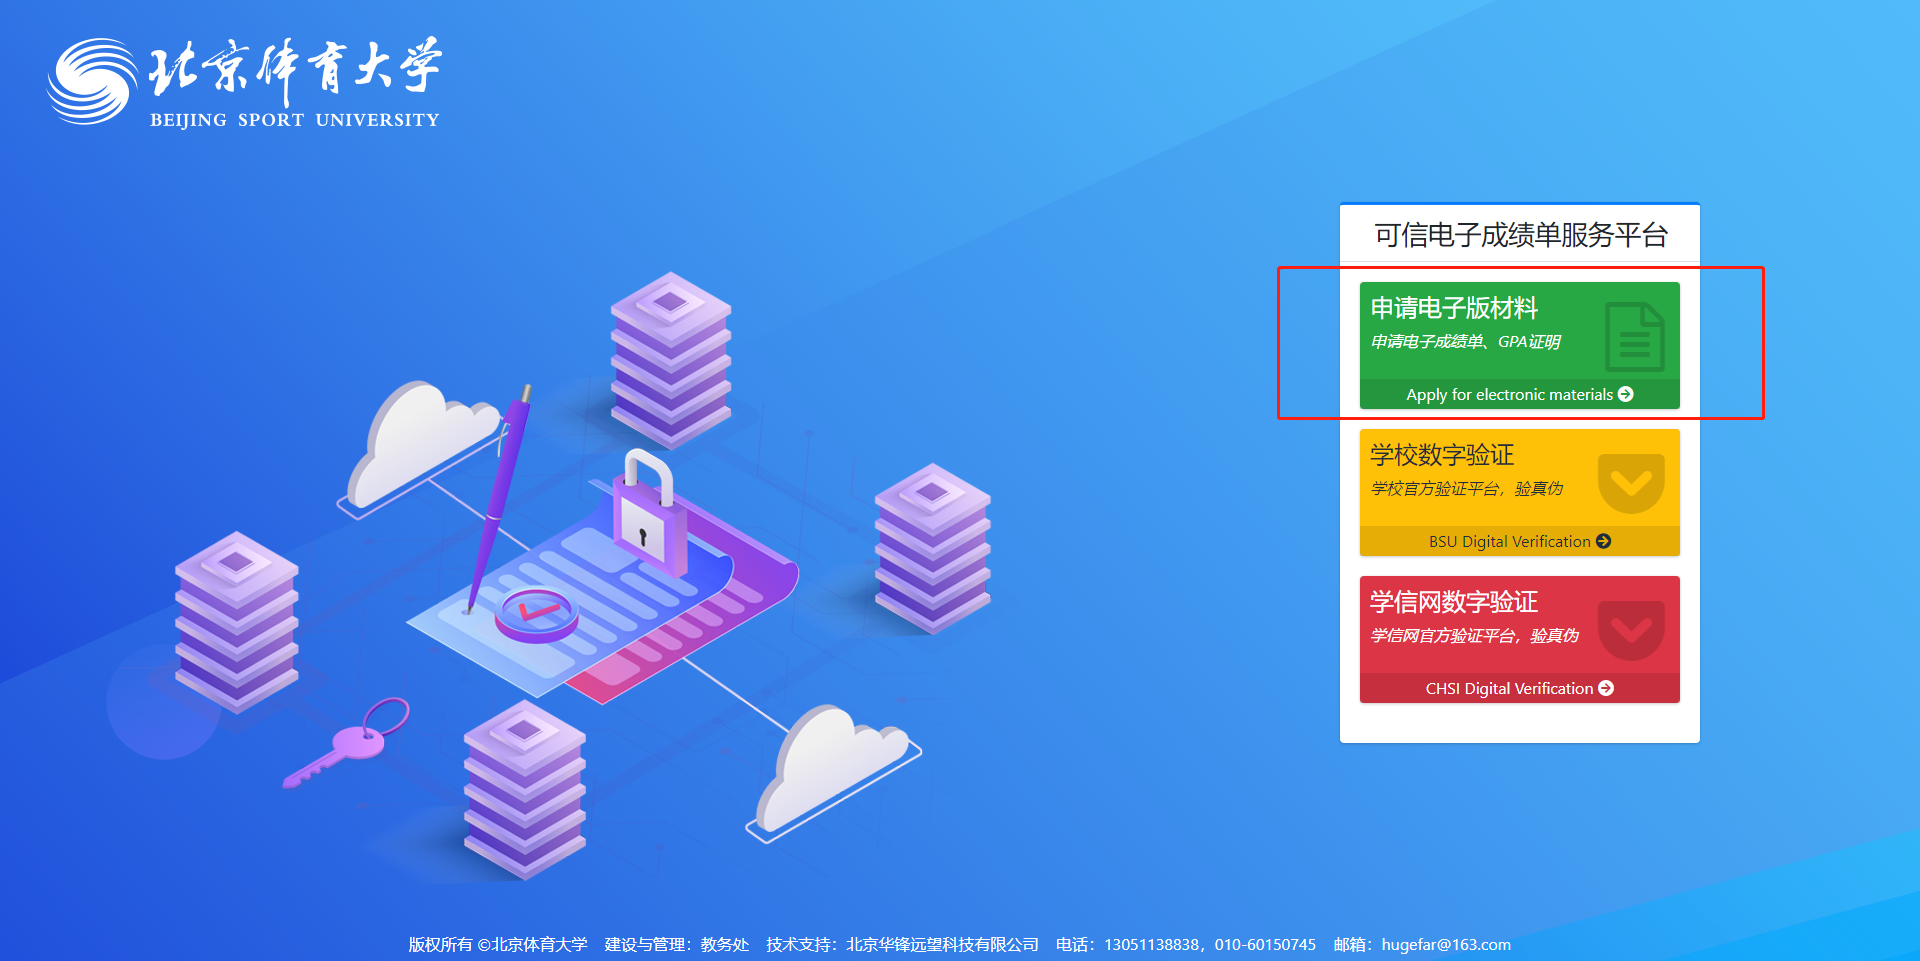 北京体育大学
BEIJING SPORT UNIVERSITY
可信电子成绩单服务平台
申请电子版材料
申请电子成绩单、GPA证明
Apply for electronic materials
学校数字验证
学校官方验证平台，验真伪
BSU Digital Verification
学信网数字验证
学信网官方验证平台，验真伪
CHSI Digital Verification
版权所有 ©北京体育大学 建设与管理：教务处 技术支持：北京华锋远望科技有限公司 电话：13051138838，010-60150745 邮箱：hugefar@163.com